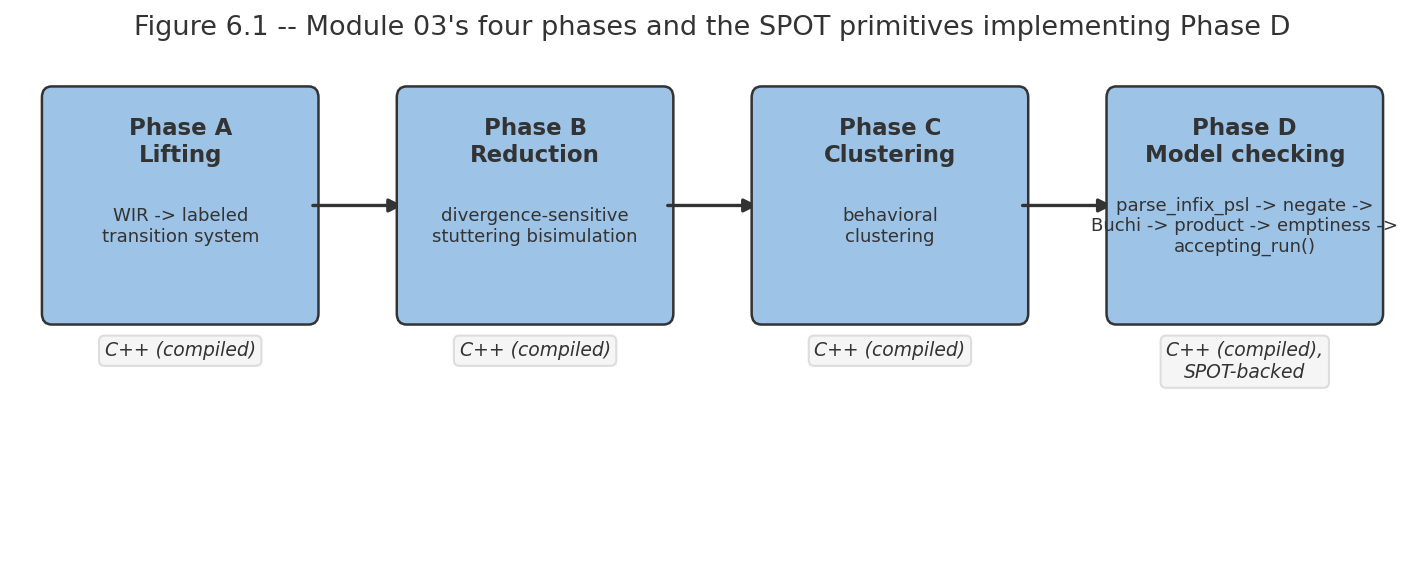 Figure 6.1 -- Module 03's four phases and the SPOT primitives implementing Phase D
Phase A
Lifting
WIR -> labeled
transition system
C++ (compiled)
Phase B
Reduction
divergence-sensitive
stuttering bisimulation
C++ (compiled)
Phase C
Clustering
behavioral
clustering
C++ (compiled)
Phase D
Model checking
parse_infix_psl -> negate ->
Buchi -> product -> emptiness ->
accepting_run()
C++ (compiled),
SPOT-backed